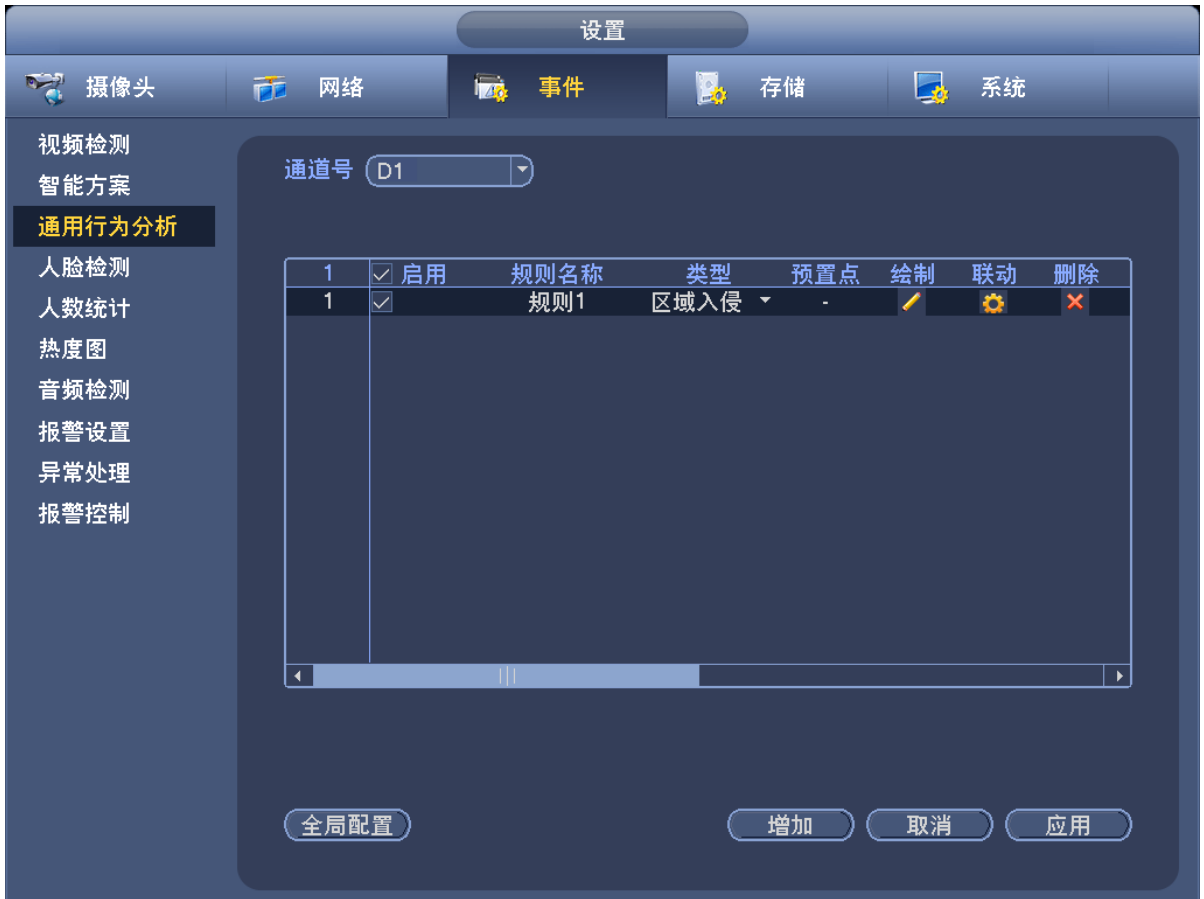 设置
摄像头 网络 事件 存储 系统
视频检测
智能方案
通用行为分析
人脸检测
人数统计
热度图
音频检测
报警设置
异常处理
报警控制
通道号 D1
1 启用 规则名称 类型 预置点 绘制 联动 删除
1 规则1 区域入侵 -
全局配置 增加 取消 应用